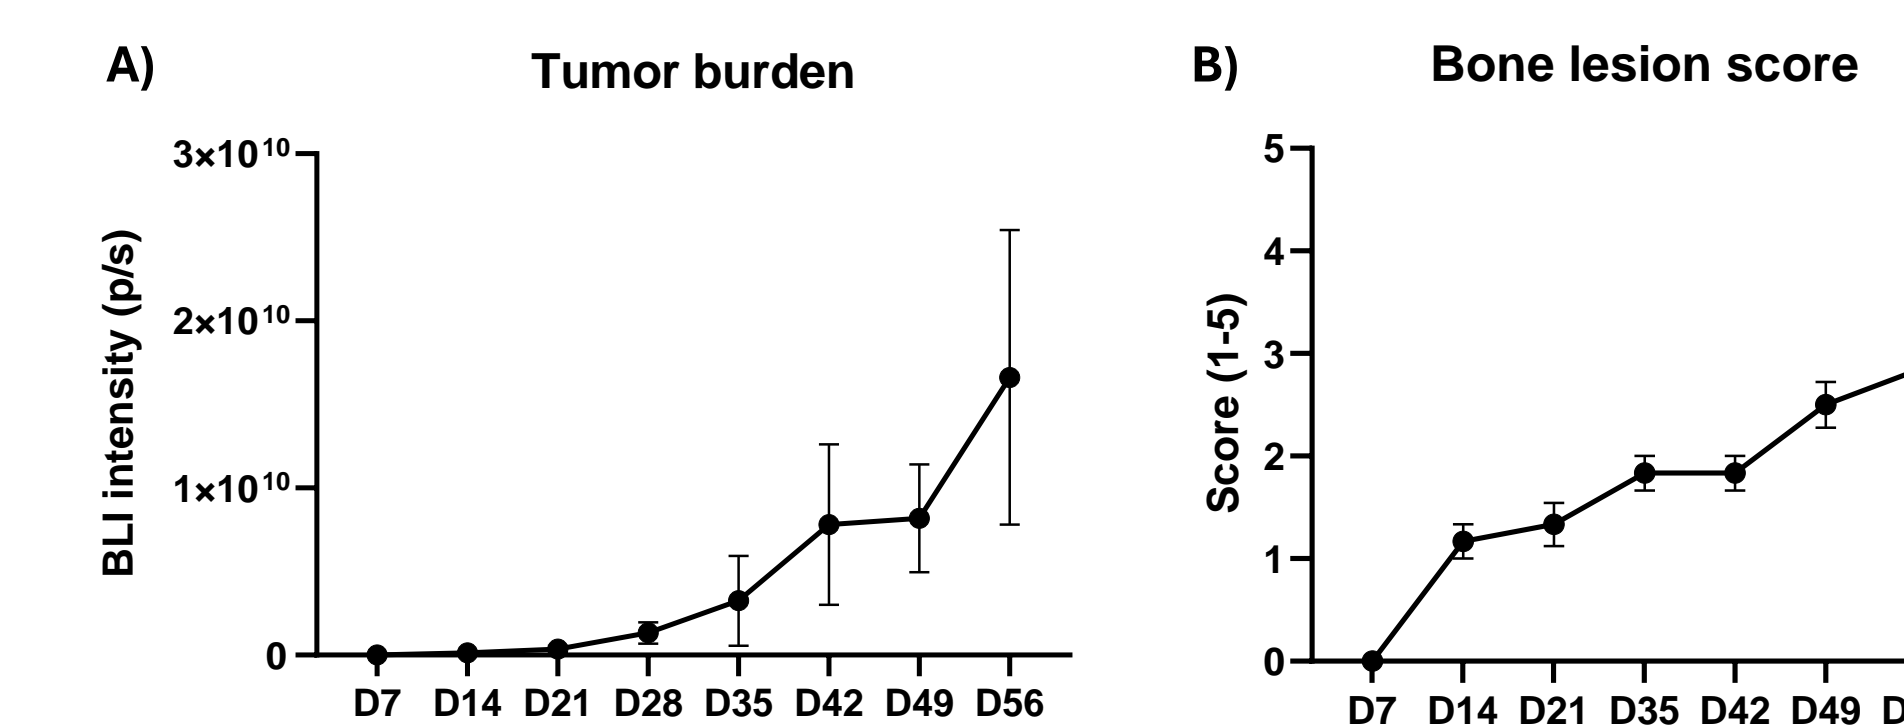 A)
Tumor burden
BLI intensity (p/s)
3×10¹⁰
2×10¹⁰
1×10¹⁰
0
D7 D14 D21 D28 D35 D42 D49 D56
B)
Bone lesion score
Score (1-5)
5
4
3
2
1
0
D7 D14 D21 D35 D42 D49